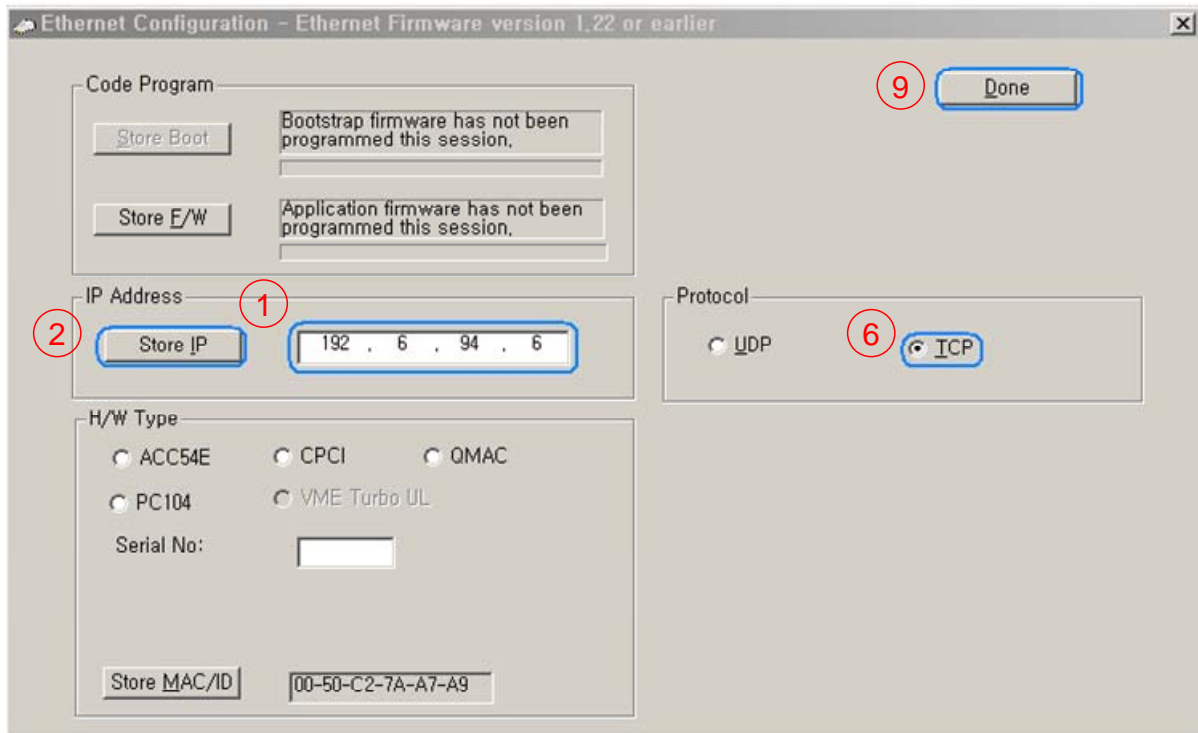 Ethernet Configuration - Ethernet Firmware version 1,22 or earlier
Code Program
9
Done
Store Boot
Bootstrap firmware has not been
programmed this session,
Store F/W
Application firmware has not been
programmed this session,
IP Address
1
Protocol
2
Store IP
192 . 6 . 94 . 6
UDP
6
TCP
H/W Type
ACC54E
CPCI
QMAC
PC104
VME Turbo UL
Serial No:
Store MAC/ID
00-50-C2-7A-A7-A9